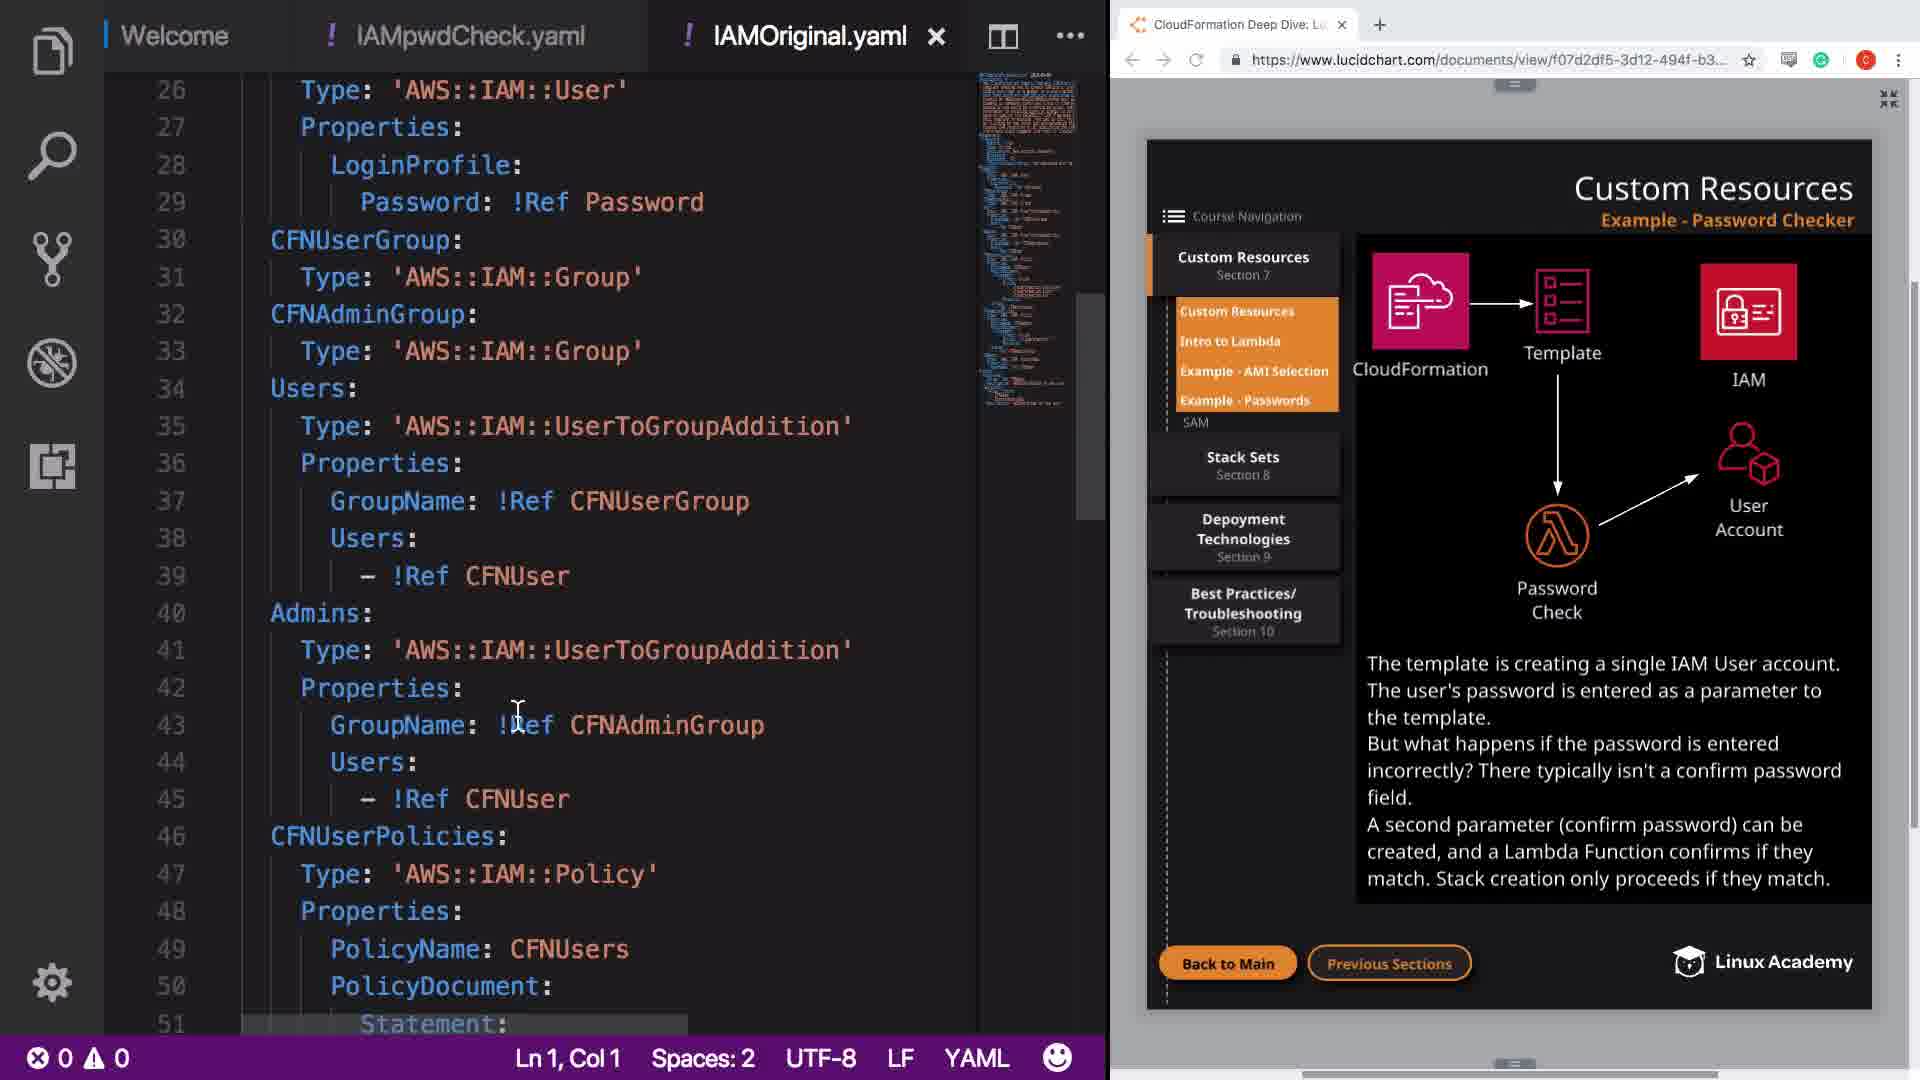 Welcome
! IAMpwdCheck.yaml
! IAMOriginal.yaml ×
26 Type: 'AWS::IAM::User'
27 Properties:
28 LoginProfile:
29 Password: !Ref Password
30 CFNUserGroup:
31 Type: 'AWS::IAM::Group'
32 CFNAdminGroup:
33 Type: 'AWS::IAM::Group'
34 Users:
35 Type: 'AWS::IAM::UserToGroupAddition'
36 Properties:
37 GroupName: !Ref CFNUserGroup
38 Users:
39 - !Ref CFNUser
40 Admins:
41 Type: 'AWS::IAM::UserToGroupAddition'
42 Properties:
43 GroupName: !Ref CFNAdminGroup
44 Users:
45 - !Ref CFNUser
46 CFNUserPolicies:
47 Type: 'AWS::IAM::Policy'
48 Properties:
49 PolicyName: CFNUsers
50 PolicyDocument:
51 Statement:
0 0
Ln 1, Col 1 Spaces: 2 UTF-8 LF YAML
CloudFormation Deep Dive: Lu
https://www.lucidchart.com/documents/view/f07d2df5-3d12-494f-b3...
C
Custom Resources
Example - Password Checker
Course Navigation
Custom Resources
Section 7
Custom Resources
Intro to Lambda
Example - AMI Selection
Example - Passwords
SAM
Stack Sets
Section 8
Depoyment
Technologies
Section 9
Best Practices/
Troubleshooting
Section 10
CloudFormation
Template
IAM
User
Account
Password
Check
The template is creating a single IAM User account.
The user's password is entered as a parameter to
the template.
But what happens if the password is entered
incorrectly? There typically isn't a confirm password
field.
A second parameter (confirm password) can be
created, and a Lambda Function confirms if they
match. Stack creation only proceeds if they match.
Back to Main
Previous Sections
Linux Academy